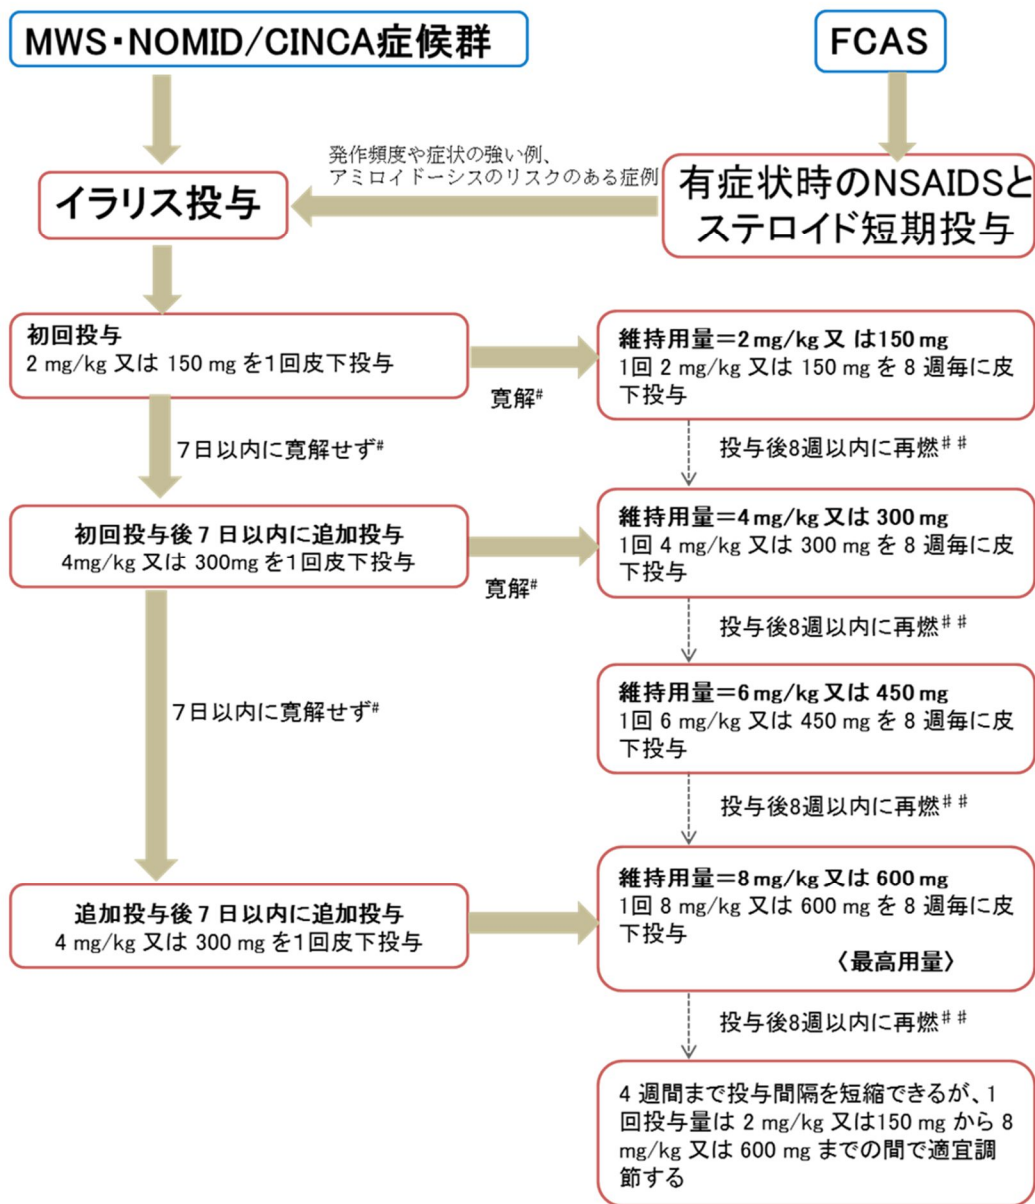 MWS・NOMID/CINCA症候群
FCAS
発作頻度や症状の強い例、
アミロイドーシスのリスクのある症例
イラリス投与
有症状時のNSAIDSと
ステロイド短期投与
初回投与
2 mg/kg 又は 150 mg を1回皮下投与
寛解#
維持用量＝2 mg/kg 又 は150 mg
1回 2 mg/kg 又は 150 mg を 8 週毎に皮
下投与
7日以内に寛解せず#
投与後8週以内に再燃##
初回投与後 7 日以内に追加投与
4mg/kg 又は 300mg を1回皮下投与
寛解#
維持用量＝4 mg/kg 又は 300 mg
1回 4 mg/kg 又は 300 mg を 8 週毎に皮
下投与
投与後8週以内に再燃##
7日以内に寛解せず#
維持用量＝6 mg/kg 又は 450 mg
1回 6 mg/kg 又は 450 mg を 8 週毎に皮
下投与
投与後8週以内に再燃##
追加投与後 7 日以内に追加投与
4 mg/kg 又は 300 mg を1回皮下投与
維持用量＝8 mg/kg 又は 600 mg
1回 8 mg/kg 又は 600 mg を 8 週毎に皮
下投与
〈最高用量〉
投与後8週以内に再燃##
4 週間まで投与間隔を短縮できるが、1
回投与量は 2 mg/kg 又は150 mg から 8
mg/kg 又は 600 mg までの間で適宜調
節する